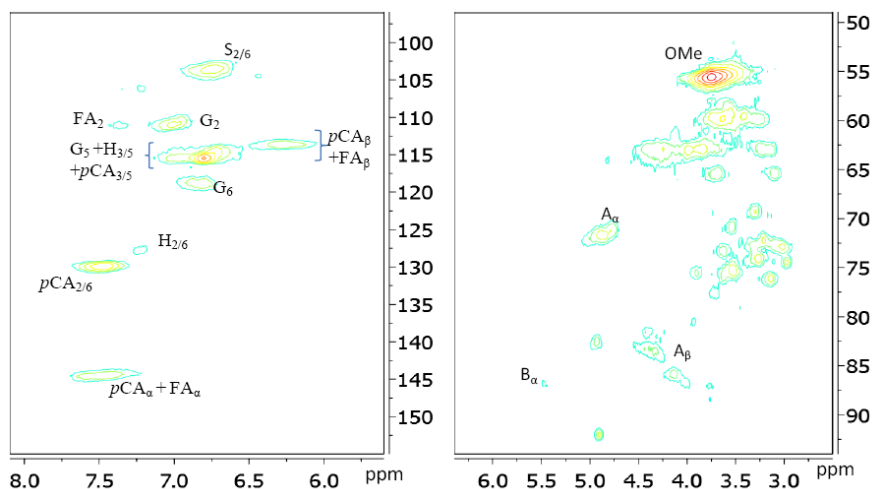 S2/6
FA2
G2
G5 +H3/5
+pCA3/5
pCAβ
+FAβ
G6
H2/6
pCA2/6
pCAα + FAα
100
105
110
115
120
125
130
135
140
145
150
8.0 7.5 7.0 6.5 6.0 ppm
OMe
Aα
Aβ
Bα
50
55
60
65
70
75
80
85
90
6.0 5.5 5.0 4.5 4.0 3.5 3.0 ppm